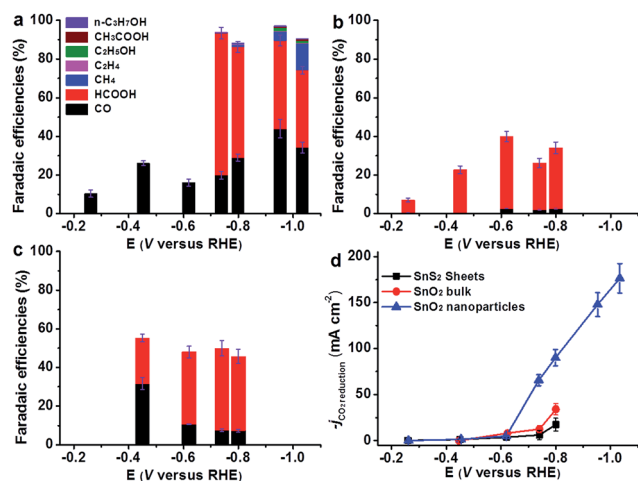 a
n-C₃H₇OH
CH₃COOH
C₂H₅OH
C₂H₄
CH₄
HCOOH
CO
Faradaic efficiencies (%)
100
80
60
40
20
0
-0.2 -0.4 -0.6 -0.8 -1.0
E (V versus RHE)
b
Faradaic efficiencies (%)
100
80
60
40
20
0
-0.2 -0.4 -0.6 -0.8 -1.0
E (V versus RHE)
c
Faradaic efficiencies (%)
100
80
60
40
20
0
-0.2 -0.4 -0.6 -0.8 -1.0
E (V versus RHE)
d
SnS₂ Sheets
SnO₂ bulk
SnO₂ nanoparticles
-j CO₂ reduction (mA cm⁻²)
200
150
100
50
0
-0.2 -0.4 -0.6 -0.8 -1.0
E (V versus RHE)